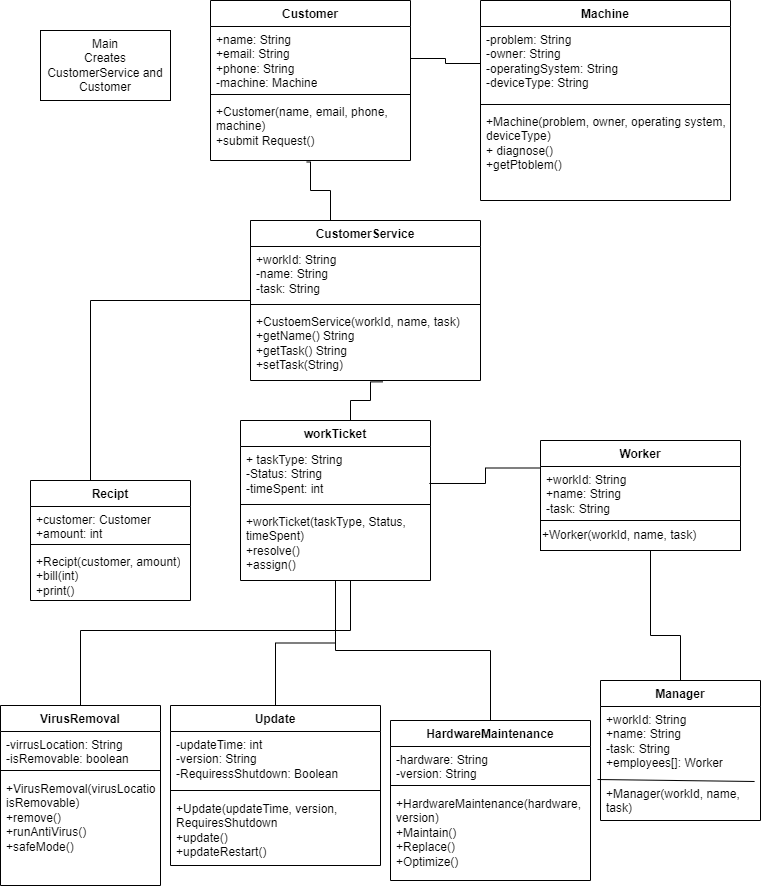 Main
Creates
CustomerService and
Customer
Customer
+name: String
+email: String
+phone: String
-machine: Machine
+Customer(name, email, phone,
machine)
+submit Request()
Machine
-problem: String
-owner: String
-operatingSystem: String
-deviceType: String
+Machine(problem, owner, operating system,
deviceType)
+ diagnose()
+getPtoblem()
CustomerService
+workId: String
-name: String
-task: String
+CustoemService(workId, name, task)
+getName() String
+getTask() String
+setTask(String)
workTicket
+ taskType: String
-Status: String
-timeSpent: int
+workTicket(taskType, Status,
timeSpent)
+resolve()
+assign()
Worker
+workId: String
+name: String
-task: String
+Worker(workId, name, task)
Recipt
+customer: Customer
+amount: int
+Recipt(customer, amount)
+bill(int)
+print()
VirusRemoval
-virrusLocation: String
-isRemovable: boolean
+VirusRemoval(virusLocatio
isRemovable)
+remove()
+runAntiVirus()
+safeMode()
Update
-updateTime: int
-version: String
-RequiressShutdown: Boolean
+Update(updateTime, version,
RequiresShutdown
+update()
+updateRestart()
HardwareMaintenance
-hardware: String
-version: String
+HardwareMaintenance(hardware,
version)
+Maintain()
+Replace()
+Optimize()
Manager
+workId: String
+name: String
-task: String
+employees[]: Worker
+Manager(workId, name,
task)